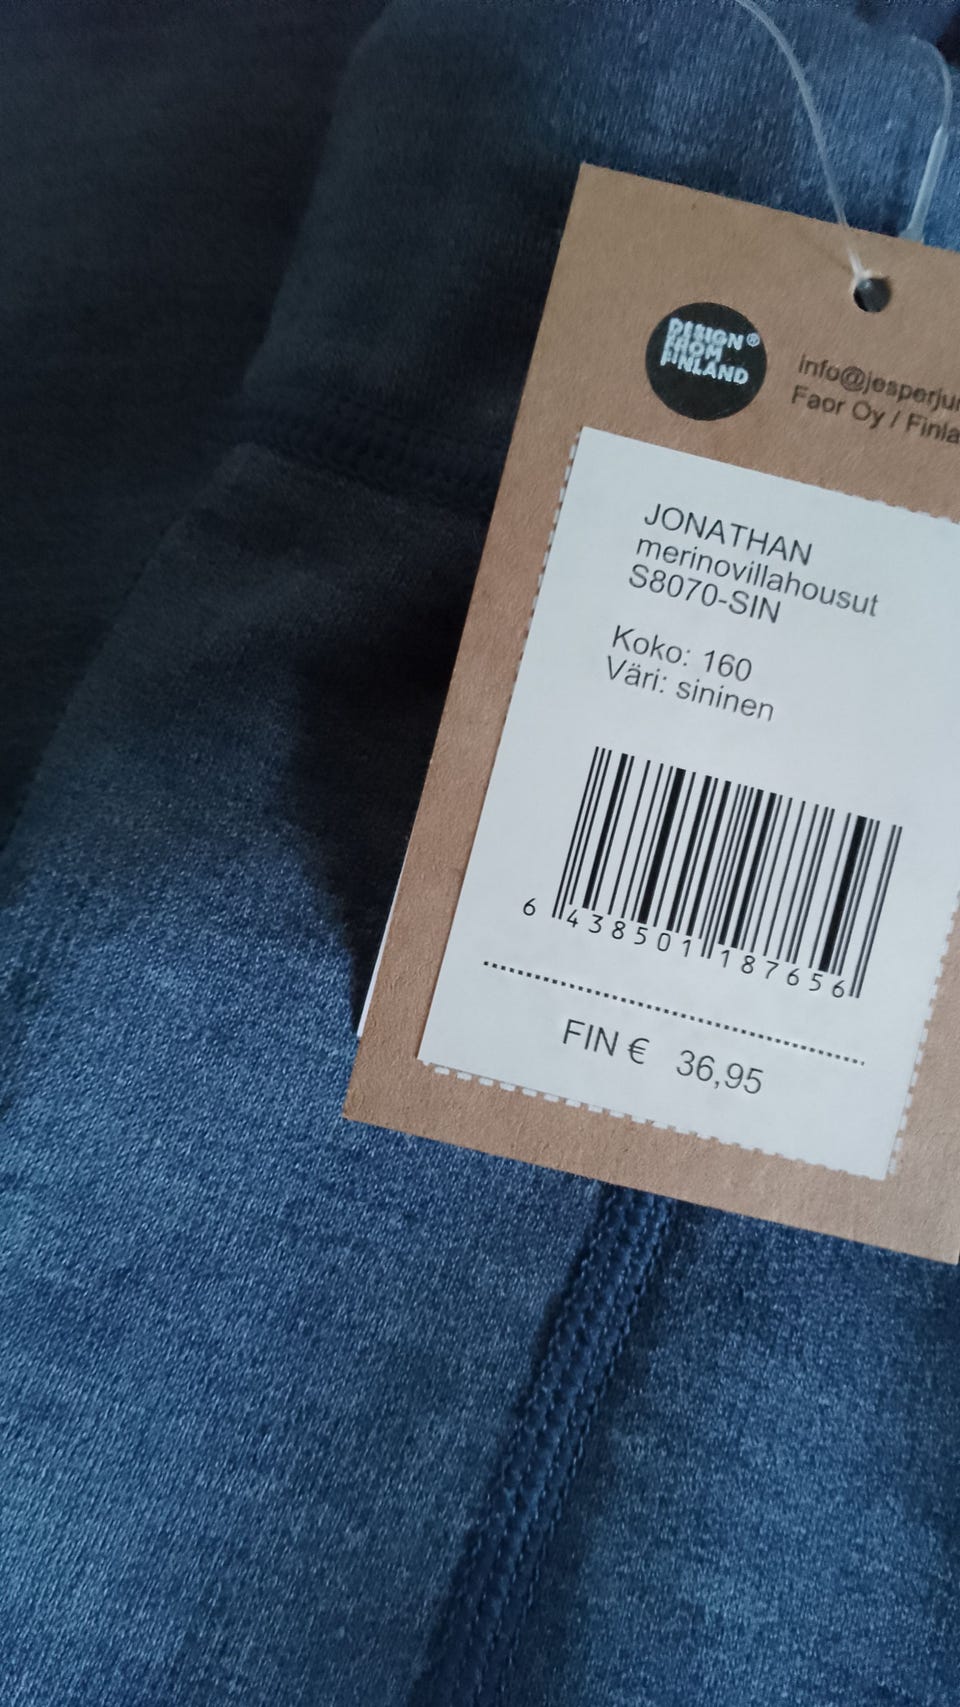 DESIGN®
FROM
FINLAND
info@jesperjun
Faor Oy / Finla
JONATHAN
merinovillahousut
S8070-SIN
Koko: 160
Väri: sininen
6 438501 187656
FIN € 36,95